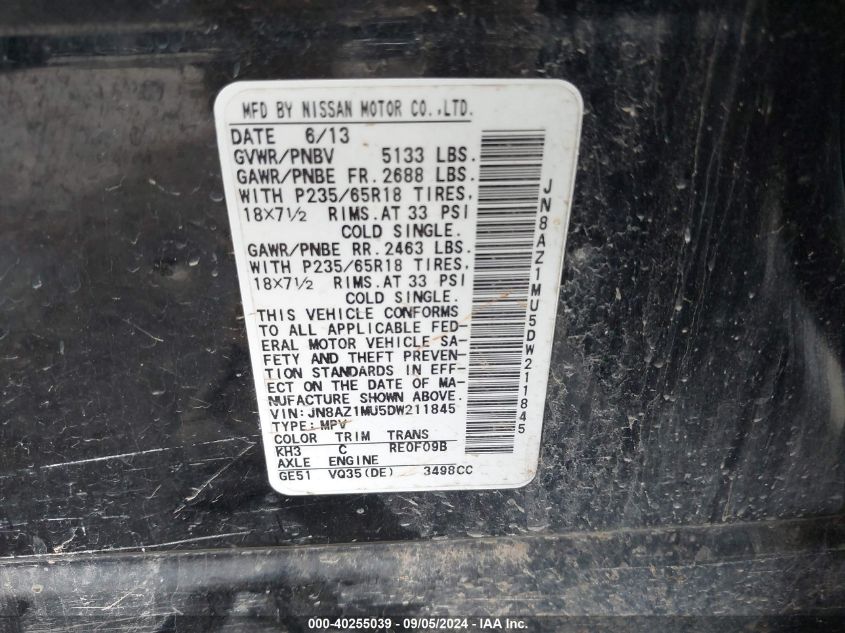 MFD BY NISSAN MOTOR CO.,LTD.
DATE 6/13
GVWR/PNBV 5133 LBS.
GAWR/PNBE FR. 2688 LBS.
WITH P235/65R18 TIRES,
18X7½ RIMS.AT 33 PSI
COLD SINGLE.
GAWR/PNBE RR. 2463 LBS.
WITH P235/65R18 TIRES,
18X7½ RIMS.AT 33 PSI
COLD SINGLE.
THIS VEHICLE CONFORMS
TO ALL APPLICABLE FED-
ERAL MOTOR VEHICLE SA-
FETY AND THEFT PREVEN-
TION STANDARDS IN EFF-
ECT ON THE DATE OF MA-
NUFACTURE SHOWN ABOVE.
VIN: JN8AZ1MU5DW211845
TYPE: MPV
COLOR TRIM TRANS
KH3 C RE0F09B
AXLE ENGINE
GE51 VQ35(DE) 3498CC
JN8AZ1MU5DW211845
000-40255039 - 09/05/2024 - IAA Inc.